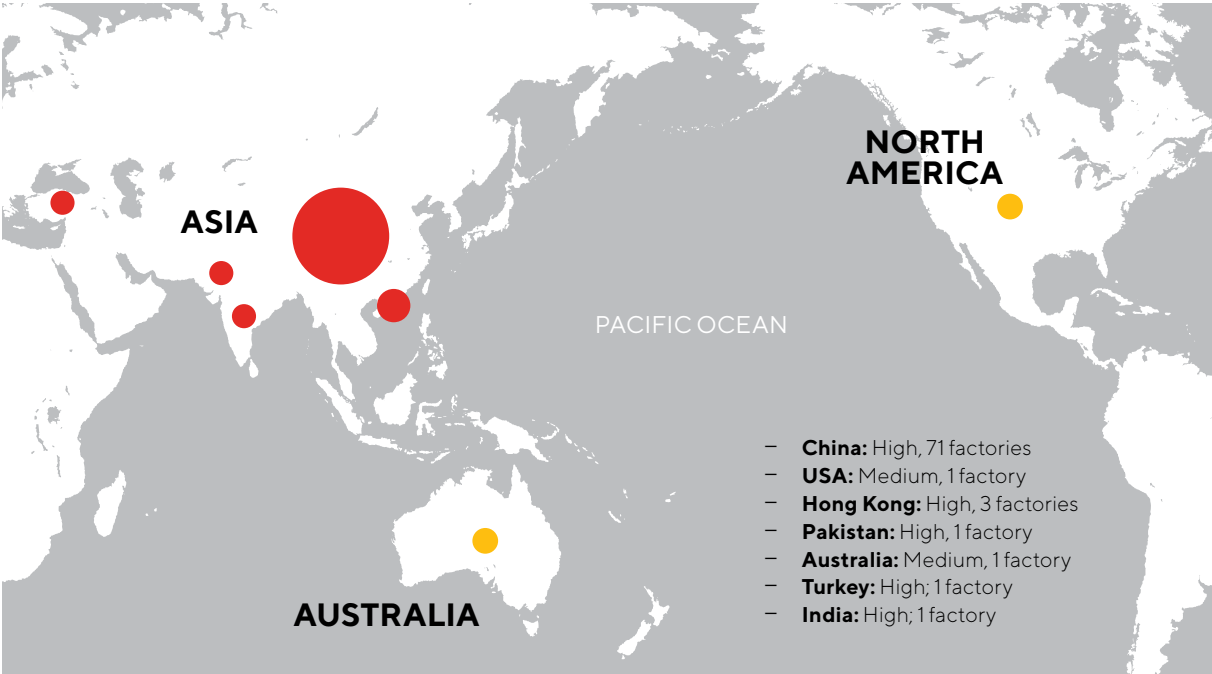 NORTH
AMERICA
ASIA
PACIFIC OCEAN
– China: High, 71 factories
– USA: Medium, 1 factory
– Hong Kong: High, 3 factories
– Pakistan: High, 1 factory
– Australia: Medium, 1 factory
– Turkey: High; 1 factory
– India: High; 1 factory
AUSTRALIA